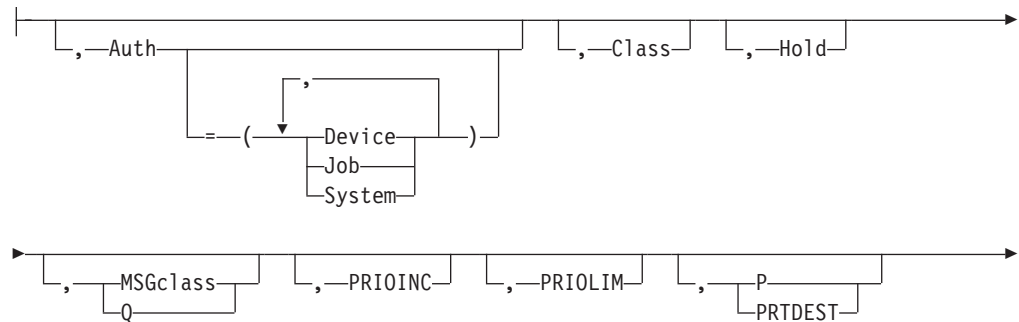 , Auth , Class , Hold
,
= ( Device )
Job
System
, MSGclass , PRIOINC , PRIOLIM , P
Q PRTDEST